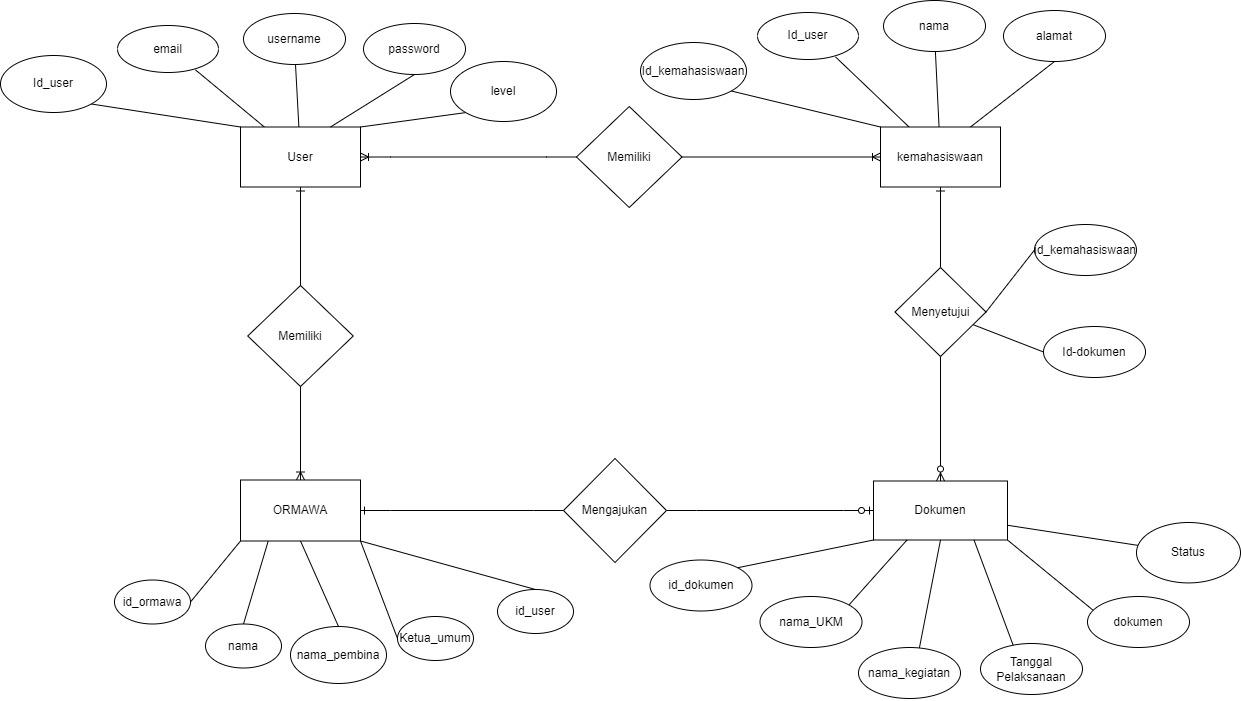 Id_user
email
username
password
level
Id_kemahasiswaan
Id_user
nama
alamat
User
Memiliki
kemahasiswaan
Id_kemahasiswaan
Menyetujui
Id-dokumen
Memiliki
ORMAWA
Mengajukan
Dokumen
Status
id_ormawa
nama
nama_pembina
Ketua_umum
id_user
id_dokumen
nama_UKM
nama_kegiatan
Tanggal
Pelaksanaan
dokumen